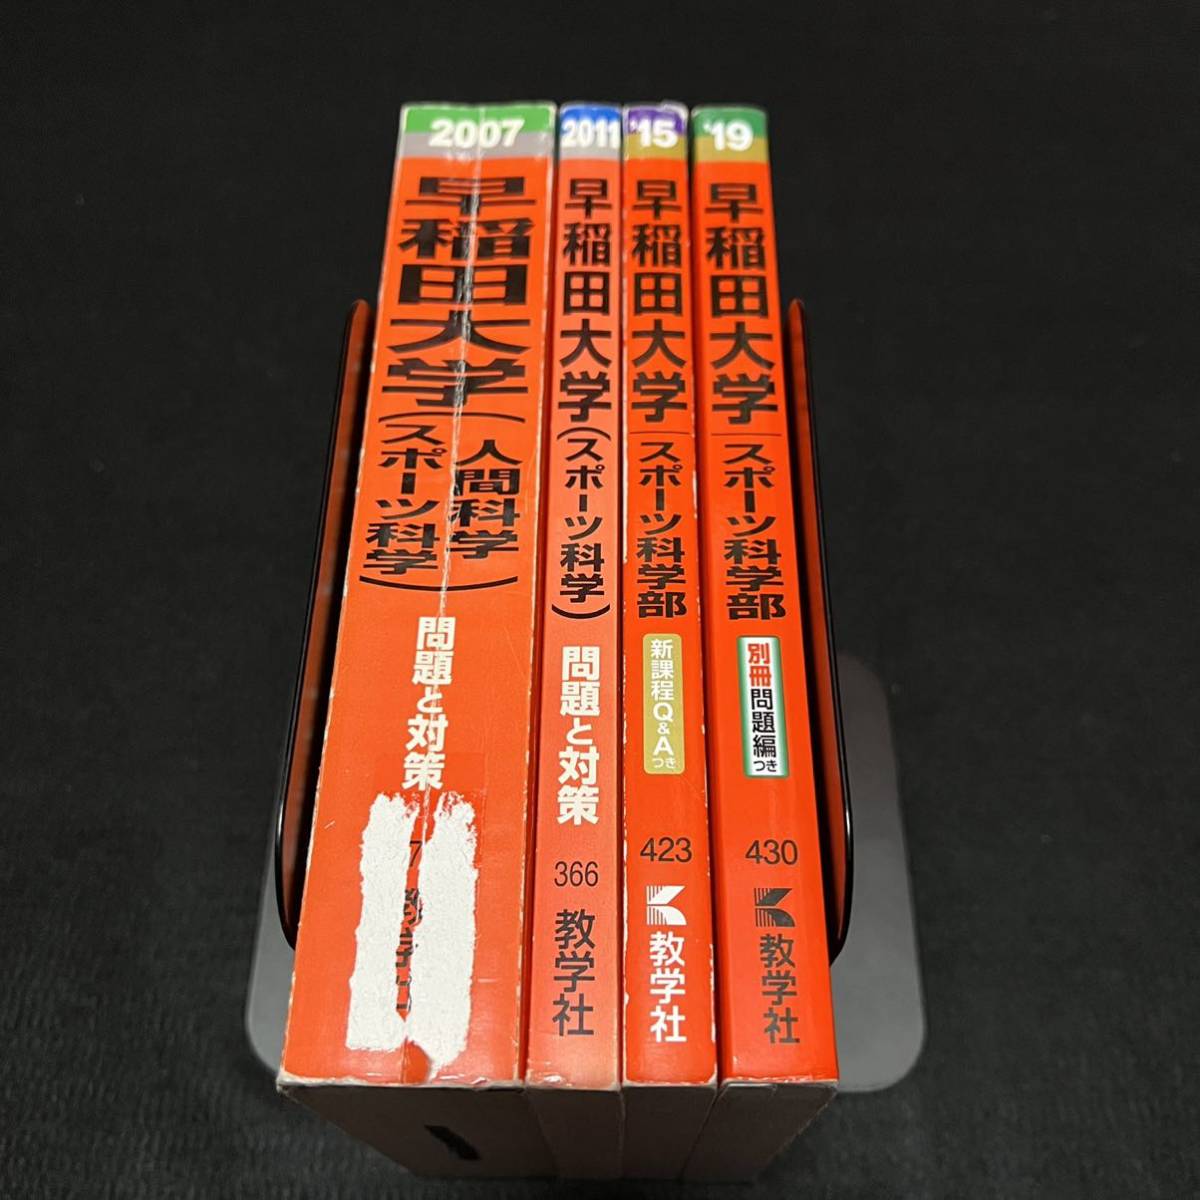 2007
早稲田大学(人間科学
スポーツ科学)
問題と対策
7
教学社
2011
早稲田大学(スポーツ科学)
問題と対策
366
教学社
'15
早稲田大学
スポーツ科学部
新課程Q&Aつき
423
教学社
'19
早稲田大学
スポーツ科学部
別冊問題編つき
430
教学社